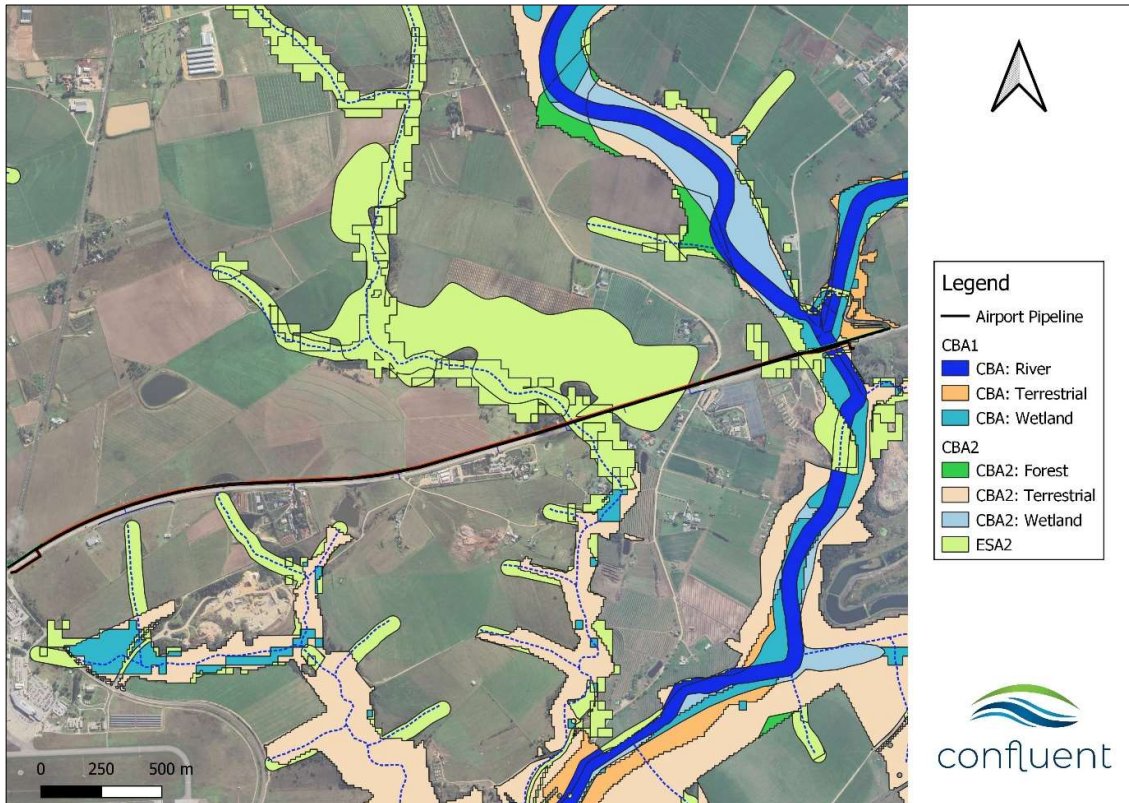 Legend
Airport Pipeline
CBA1
CBA: River
CBA: Terrestrial
CBA: Wetland
CBA2
CBA2: Forest
CBA2: Terrestrial
CBA2: Wetland
ESA2
0 250 500 m
confluent